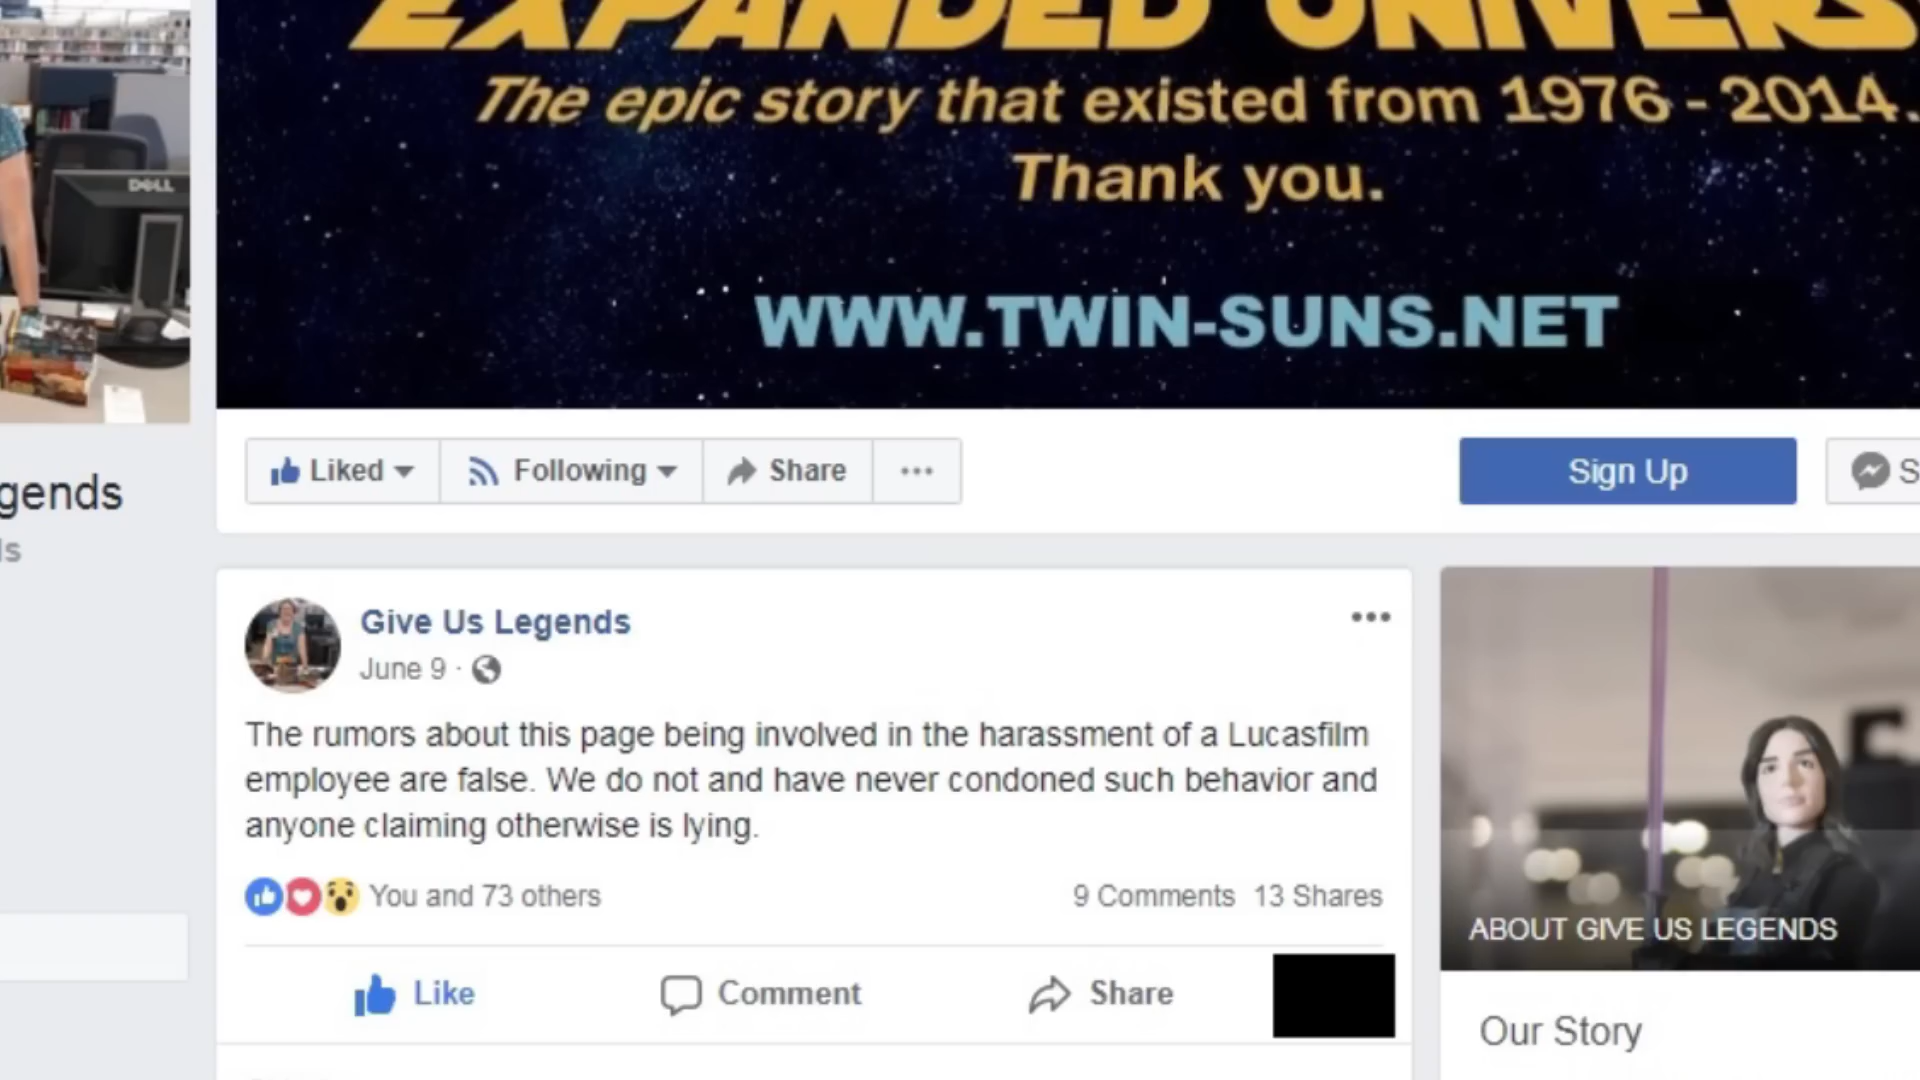 EXPANDED UNIVERS
The epic story that existed from 1976 - 2014.
Thank you.
WWW.TWIN-SUNS.NET
DELL
gends
ls
Liked
Following
Share
Sign Up
S
Give Us Legends
June 9 ·
The rumors about this page being involved in the harassment of a Lucasfilm
employee are false. We do not and have never condoned such behavior and
anyone claiming otherwise is lying.
You and 73 others
9 Comments 13 Shares
Like
Comment
Share
ABOUT GIVE US LEGENDS
Our Story